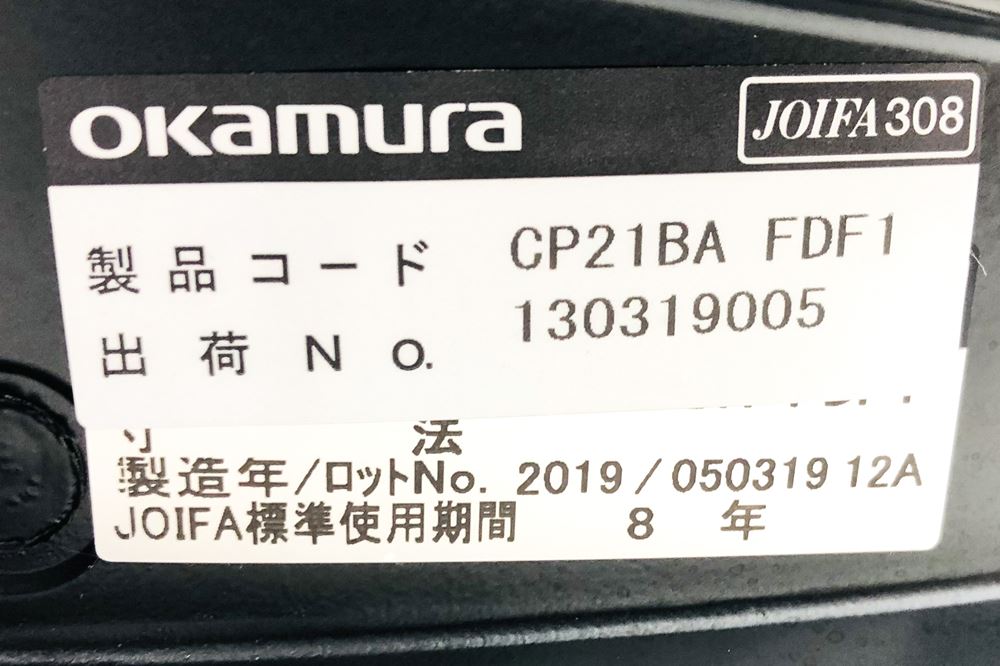 okamura
JOIFA308
製品コード CP21BA FDF1
出荷No. 130319005
寸法
製造年/ロットNo. 2019/050319 12A
JOIFA標準使用期間 8年